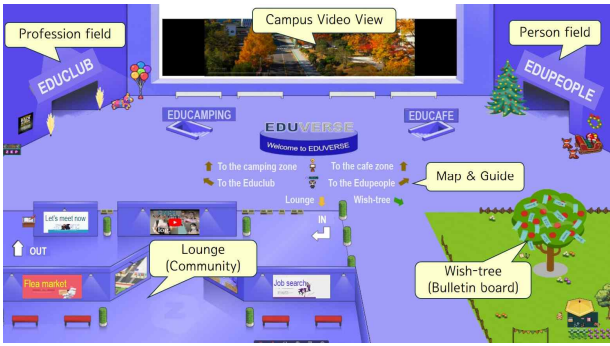 Campus Video View
Profession field
Person field
EDUCLUB
EDUPEOPLE
EDUCAMPING
EDUCAFE
EDUVERSE
Welcome to EDUVERSE
To the camping zone
To the cafe zone
To the Educlub
To the Edupeople
Map & Guide
Lounge
Wish-tree
Let's meet now
IN
OUT
Lounge
(Community)
Flea market
Job search
Wish-tree
(Bulletin board)